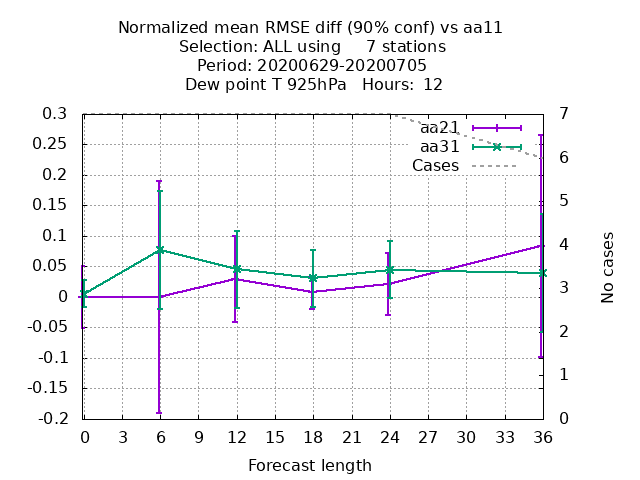 Normalized mean RMSE diff (90% conf) vs aa11
Selection: ALL using     7 stations
Period: 20200629-20200705
Dew point T 925hPa   Hours:  12
0.3
0.25
0.2
0.15
0.1
0.05
0
-0.05
-0.1
-0.15
-0.2
aa21
aa31
Cases
7
6
5
4
3
2
1
0
No cases
0 3 6 9 12 15 18 21 24 27 30 33 36
Forecast length